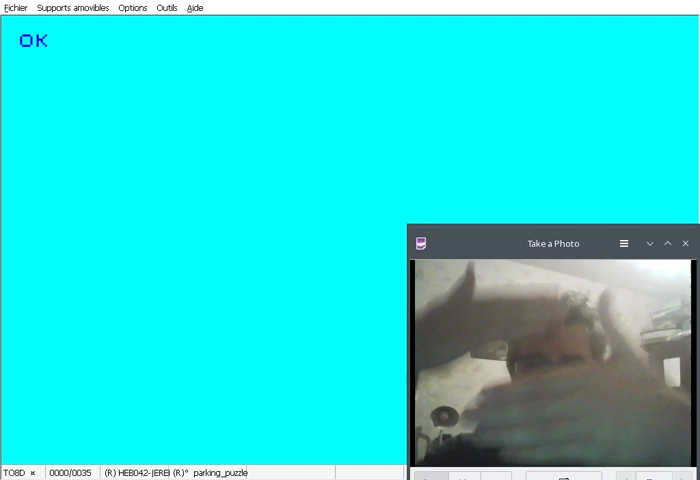 Fichier Supports amovibles Options Outils Aide
OK
Take a Photo
TO8D 0000/0035 (R) HEB042-|ERE| (R)° parking_puzzle